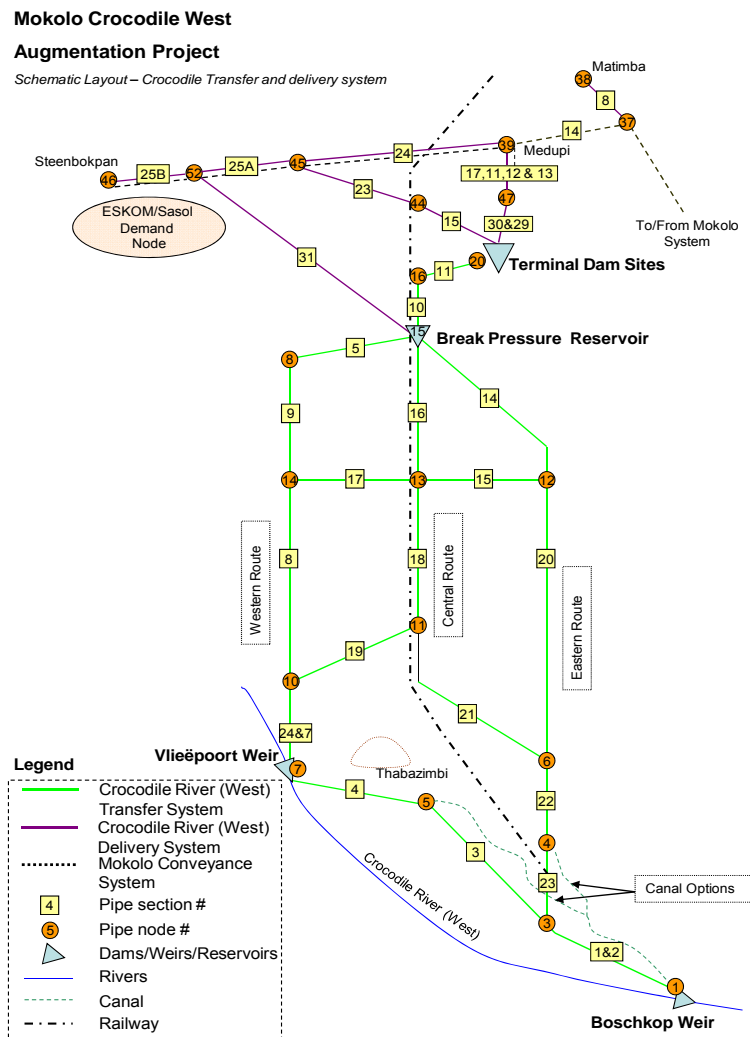 Mokolo Crocodile West
Augmentation Project
Schematic Layout – Crocodile Transfer and delivery system
38
Matimba
8
37
14
39
Medupi
24
45
25A
52
25B
Steenbokpan
46
17,11,12 & 13
23
44
47
15
30&29
To/From Mokolo
System
ESKOM/Sasol
Demand
Node
31
20
11
16
Terminal Dam Sites
10
15
Break Pressure Reservoir
5
8
14
9
16
14
17
13
15
12
Western Route
8
18
Central Route
20
Eastern Route
11
19
10
21
24&7
6
Vlieëpoort Weir
7
Thabazimbi
4
5
22
3
4
Crocodile River (West)
23
Canal Options
3
1&2
1
Boschkop Weir
Legend
Crocodile River (West)
Transfer System
Crocodile River (West)
Delivery System
Mokolo Conveyance
System
4
Pipe section #
5
Pipe node #
Dams/Weirs/Reservoirs
Rivers
Canal
Railway